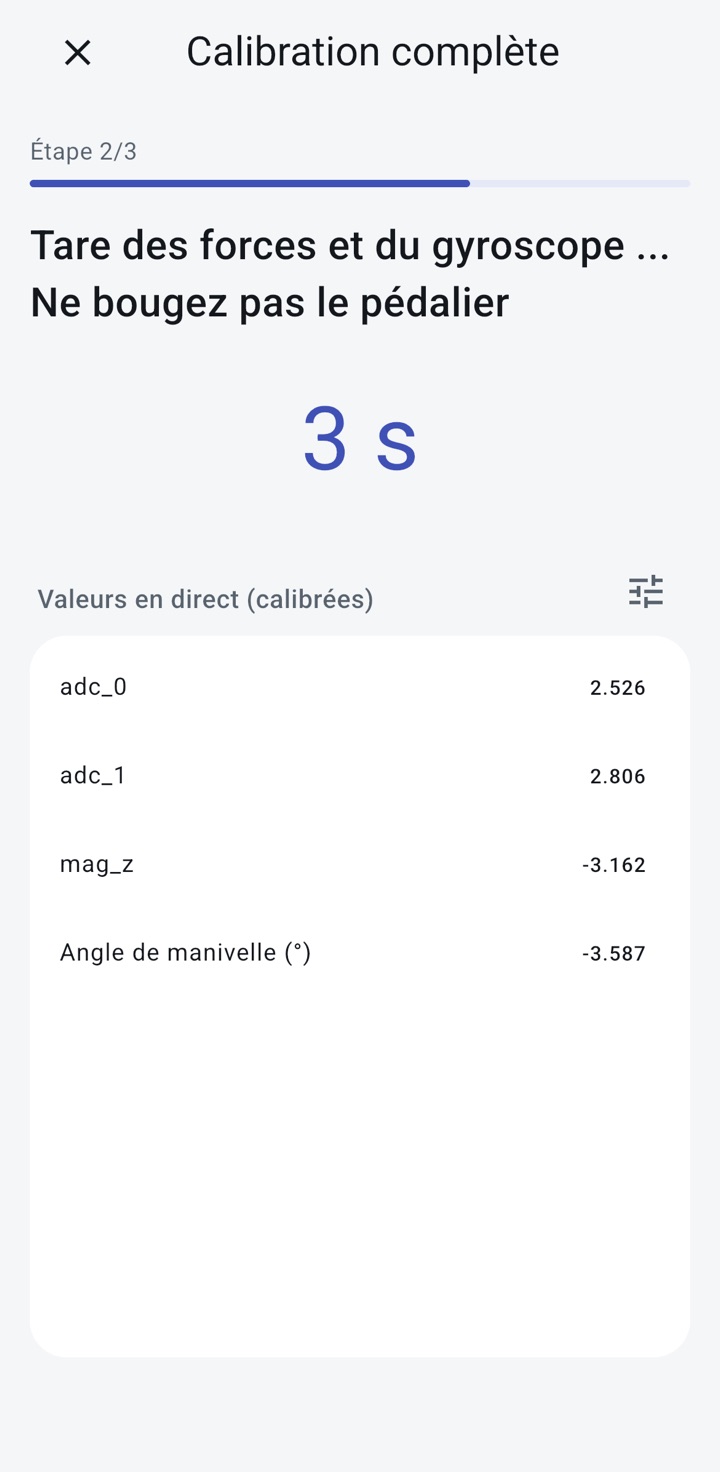 Calibration complète
Étape 2/3
Tare des forces et du gyroscope ...
Ne bougez pas le pédalier
3 s
Valeurs en direct (calibrées)
adc_0 2.526
adc_1 2.806
mag_z -3.162
Angle de manivelle (°) -3.587